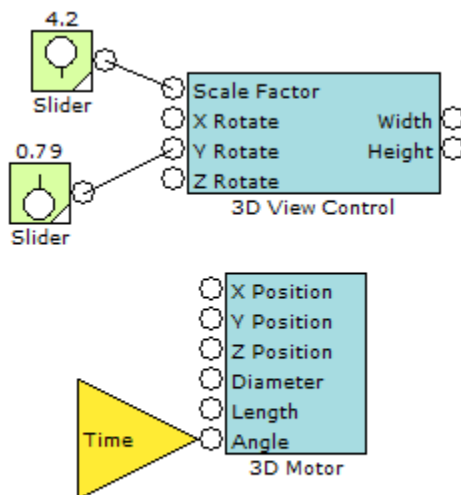 4.2
Slider
Scale Factor
X Rotate
Width
Y Rotate
Height
Z Rotate
3D View Control
0.79
Slider
X Position
Y Position
Z Position
Diameter
Length
Angle
Time
3D Motor